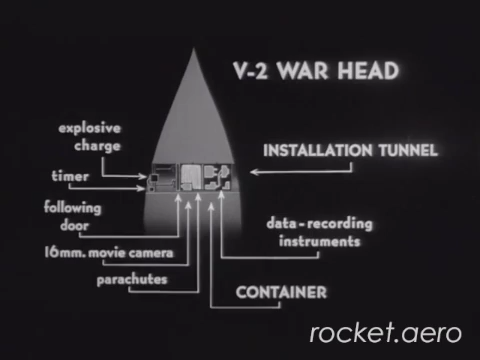 V-2 WAR HEAD
explosive
charge
INSTALLATION TUNNEL
timer
following
door
data-recording
instruments
16mm. movie camera
parachutes
CONTAINER
rocket.aero